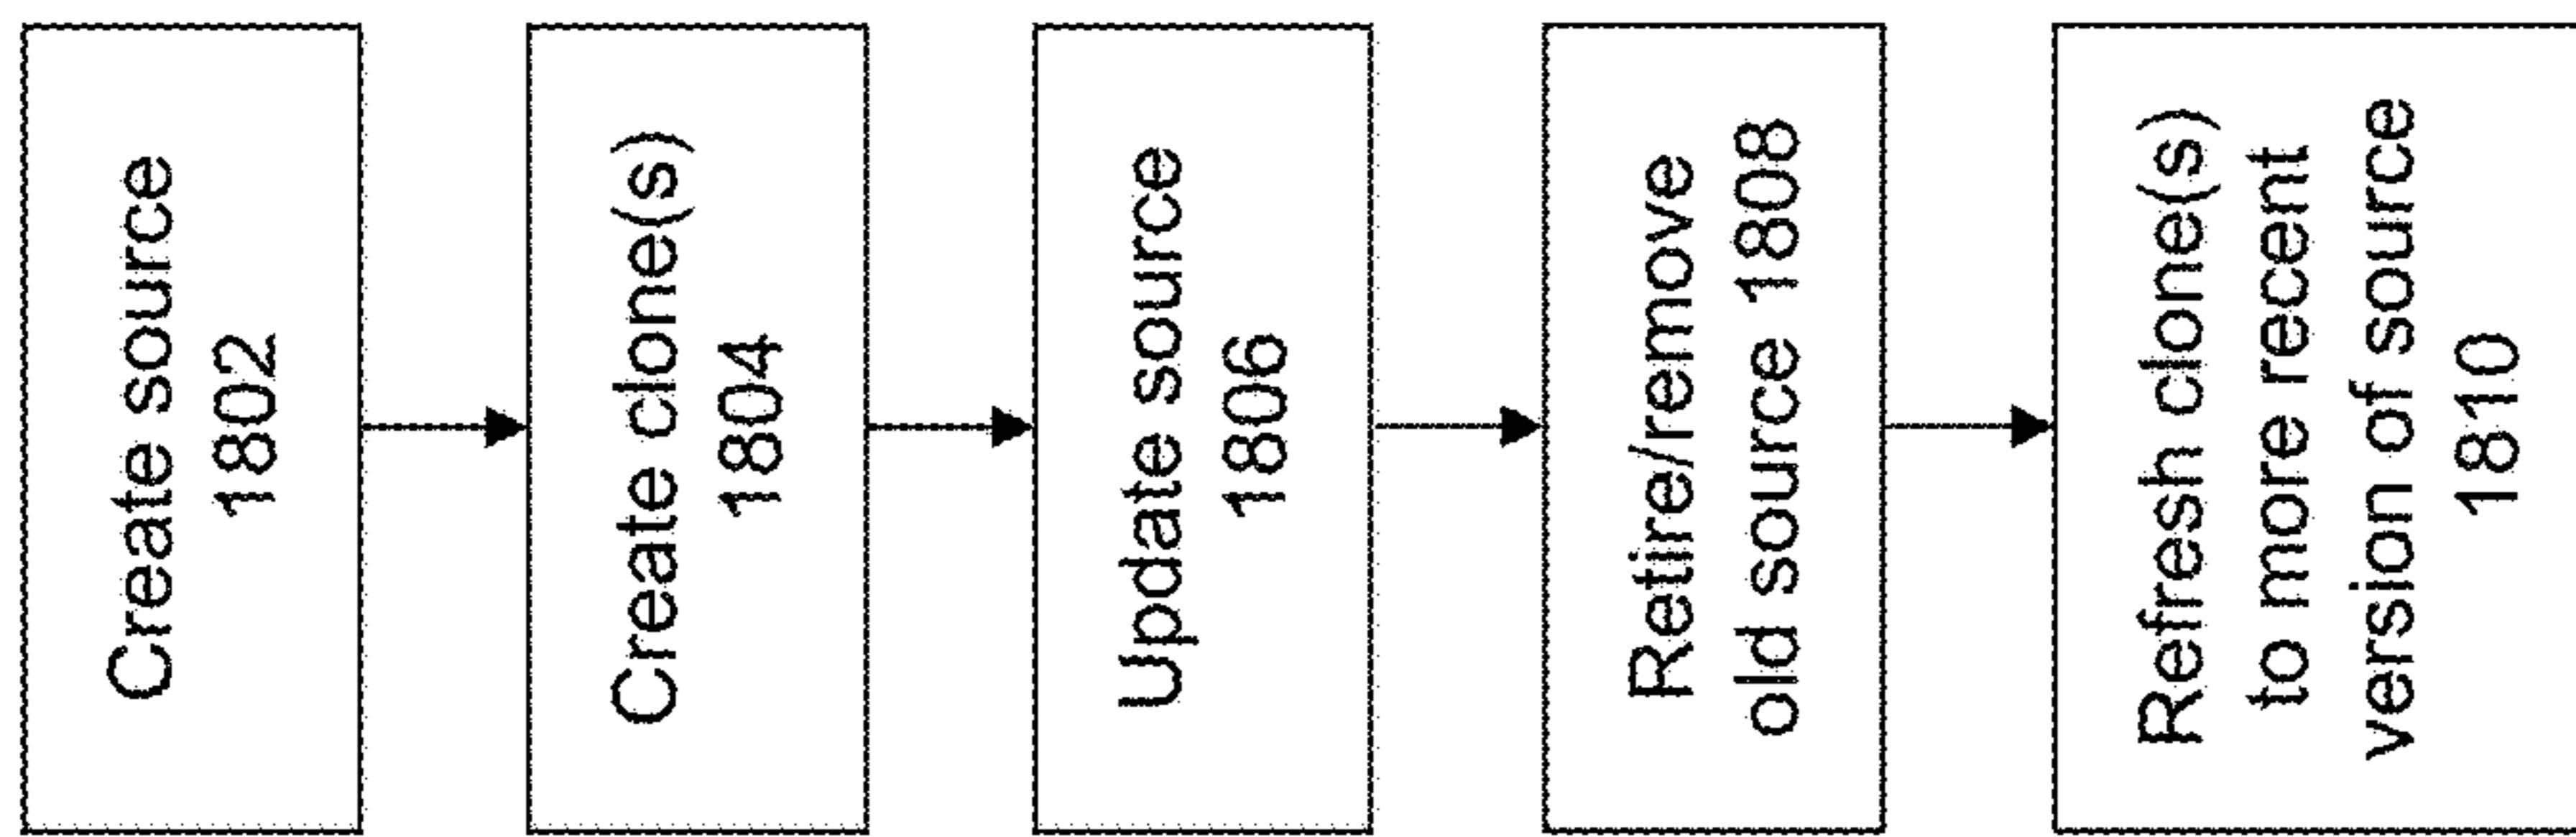 Create source
1802
Create clone(s)
1804
Update source
1806
Retire/remove
old source 1808
Refresh clone(s)
to more recent
version of source
1810